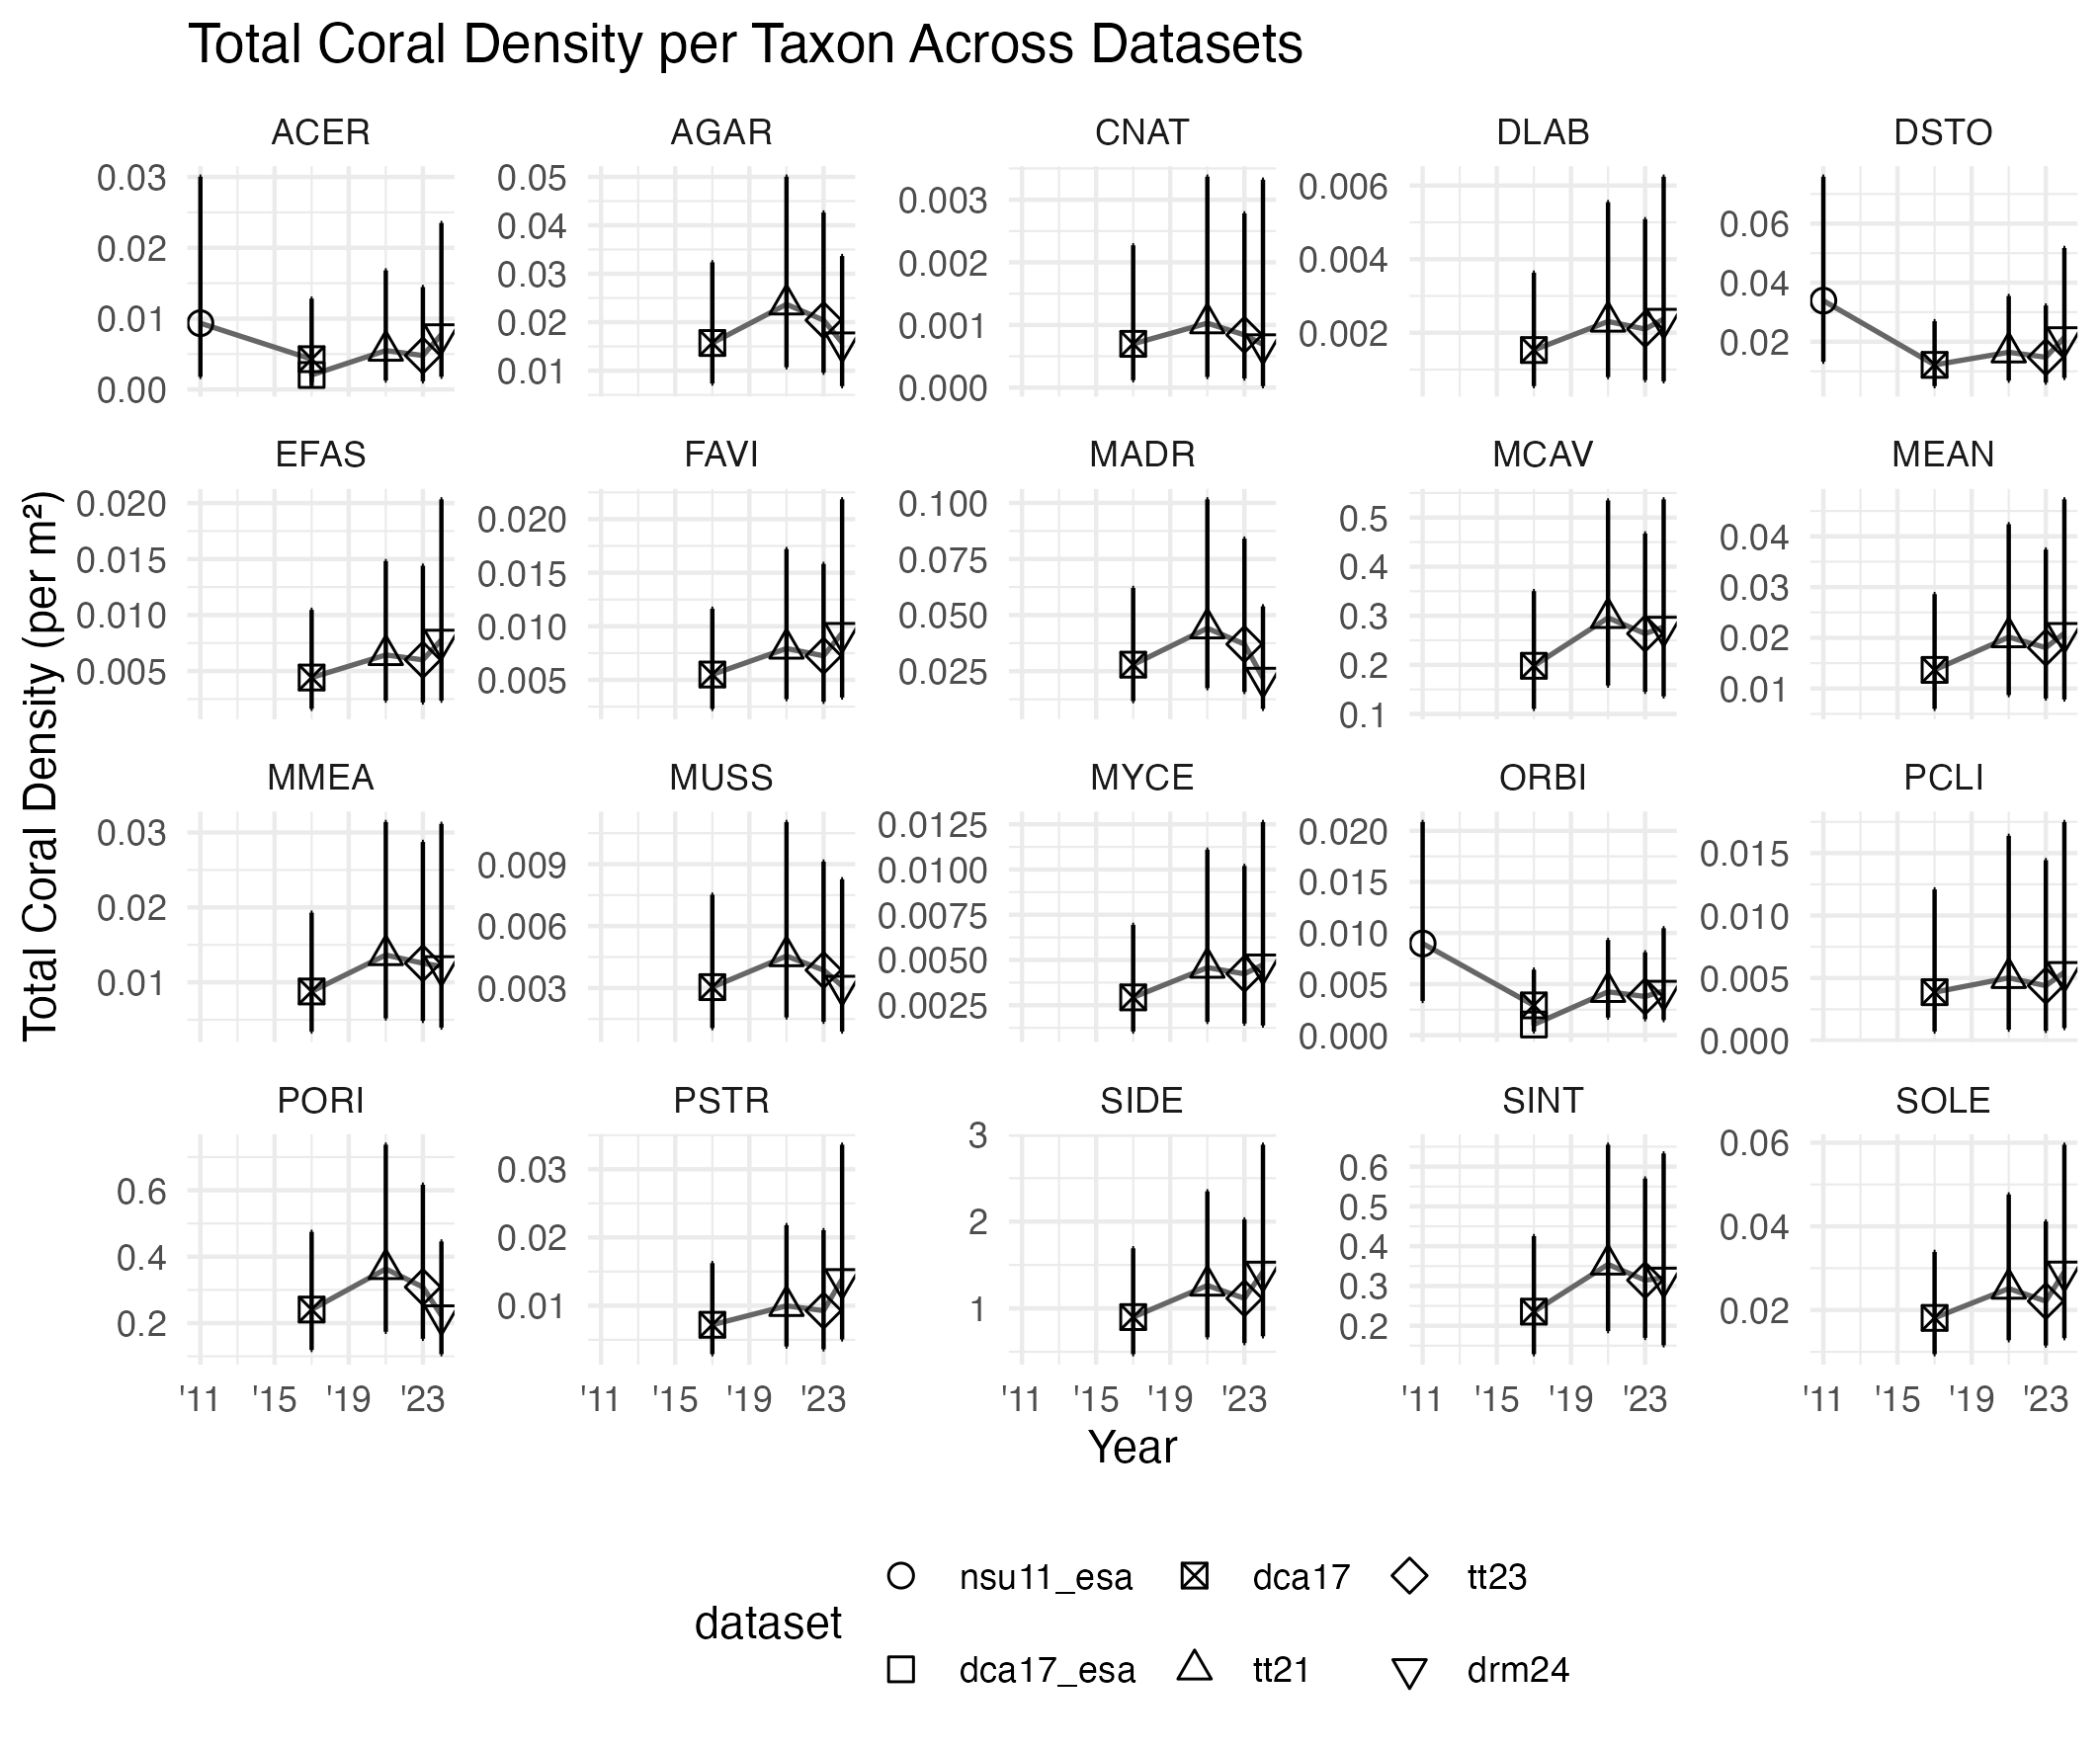 Total Coral Density per Taxon Across Datasets
ACER AGAR CNAT DLAB DSTO
0.03 0.02 0.01 0.00
0.05 0.04 0.03 0.02 0.01
0.003 0.002 0.001 0.000
0.006 0.004 0.002
0.06 0.04 0.02
EFAS FAVI MADR MCAV MEAN
0.020 0.015 0.010 0.005
0.020 0.015 0.010 0.005
0.100 0.075 0.050 0.025
0.5 0.4 0.3 0.2 0.1
0.04 0.03 0.02 0.01
Total Coral Density (per m²)
MMEA MUSS MYCE ORBI PCLI
0.03 0.02 0.01
0.009 0.006 0.003
0.0125 0.0100 0.0075 0.0050 0.0025
0.020 0.015 0.010 0.005 0.000
0.015 0.010 0.005 0.000
PORI PSTR SIDE SINT SOLE
0.6 0.4 0.2
0.03 0.02 0.01
3 2 1
0.6 0.5 0.4 0.3 0.2
0.06 0.04 0.02
'11 '15 '19 '23 '11 '15 '19 '23 '11 '15 '19 '23 '11 '15 '19 '23 '11 '15 '19 '23
Year
dataset
nsu11_esa dca17 tt23
dca17_esa tt21 drm24